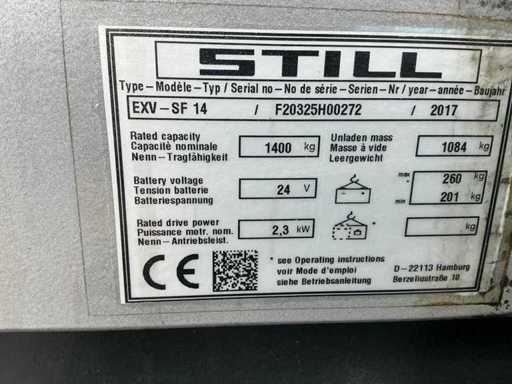 STILL
Type – Modèle – Typ / Serial no – No de série – Serien – Nr / year – année – Baujahr
EXV – SF 14 / F20325H00272 / 2017
Rated capacity
Capacité nominale 1400 kg
Nenn – Tragfähigkeit
Unladen mass
Masse à vide 1084 kg
Leergewicht
Battery voltage
Tension batterie 24 V
Batteriespannung
max * 260 kg
min 201 kg
Rated drive power
Puissance motr. nom. 2,3 kW
Nenn – Antriebsleist.
* kg
CE
* see Operating instructions
voir Mode d'emploi
siehe Betriebsanleitung
D – 22113 Hamburg
Berzeliusstraße 10